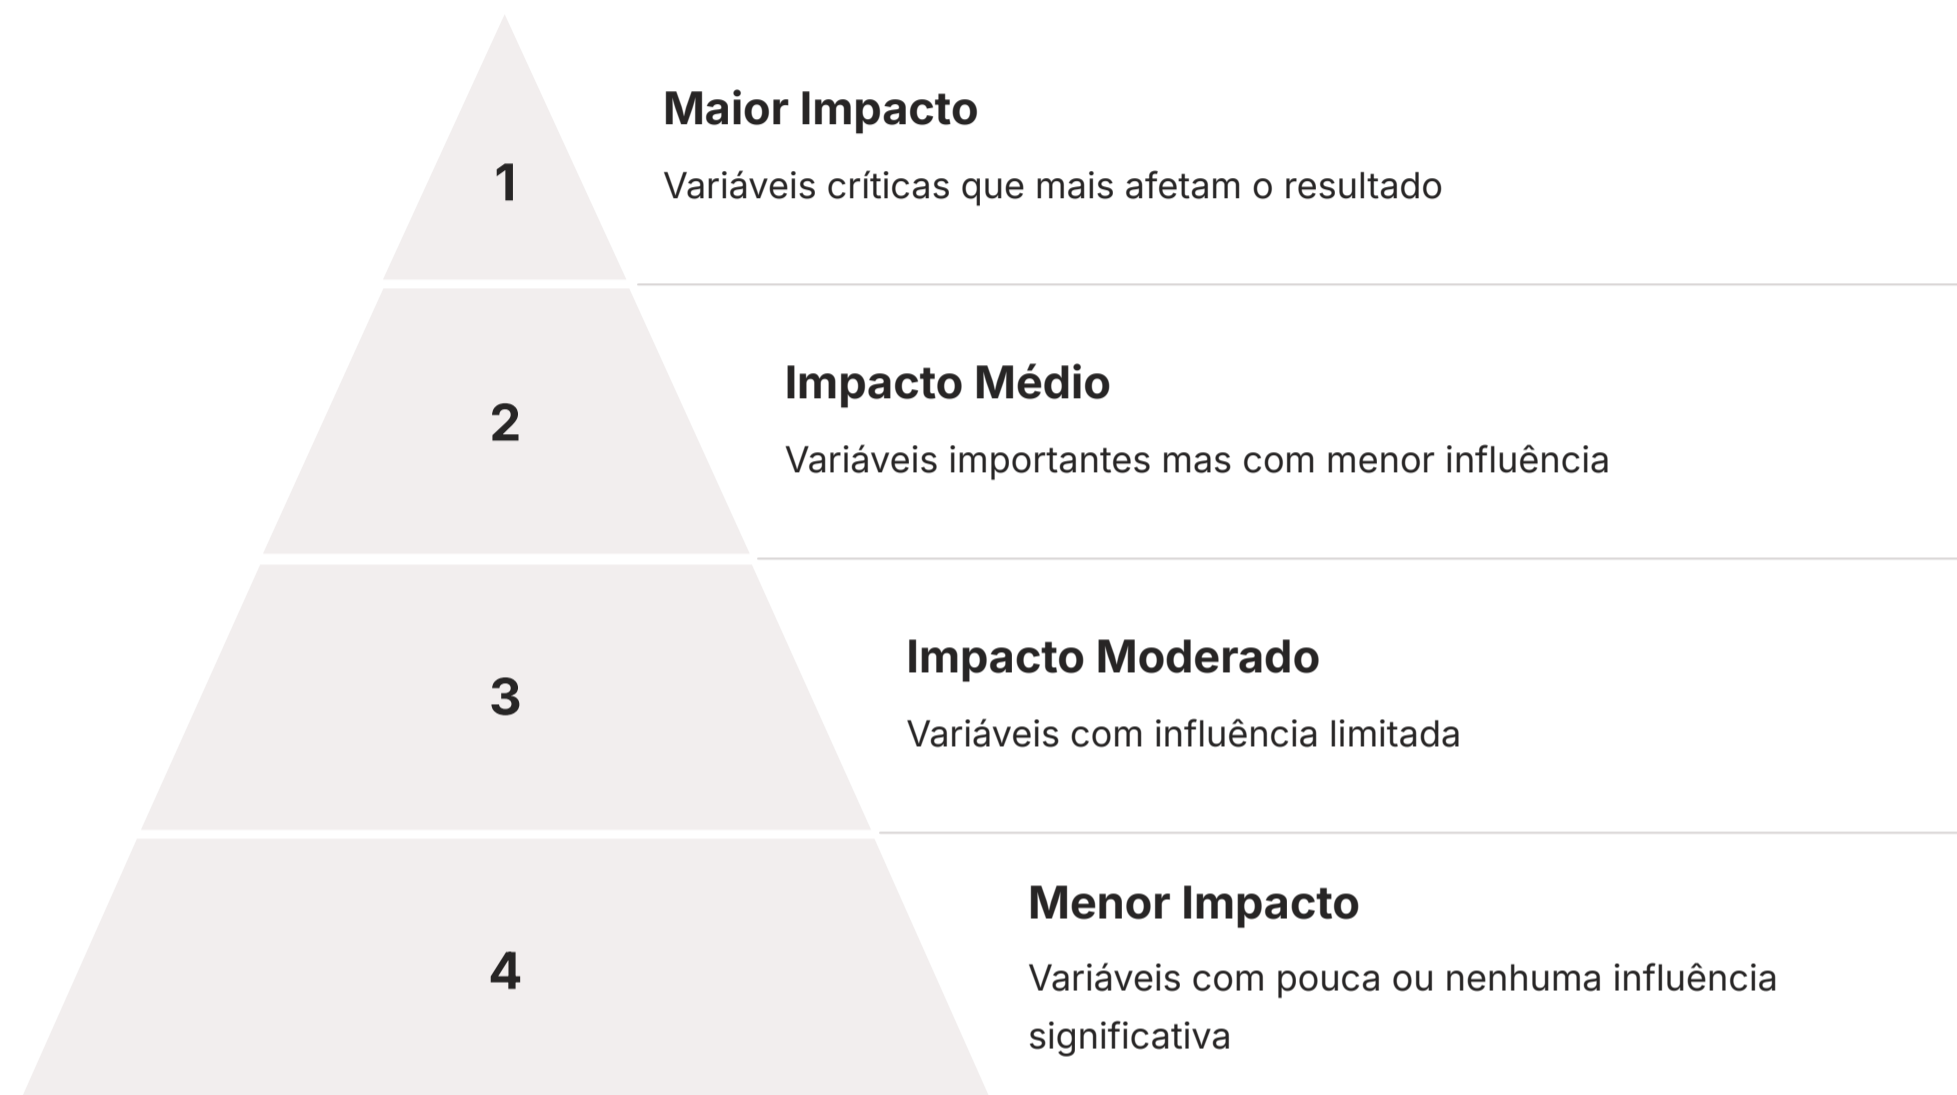 1
Maior Impacto
Variáveis críticas que mais afetam o resultado
2
Impacto Médio
Variáveis importantes mas com menor influência
3
Impacto Moderado
Variáveis com influência limitada
4
Menor Impacto
Variáveis com pouca ou nenhuma influência
significativa